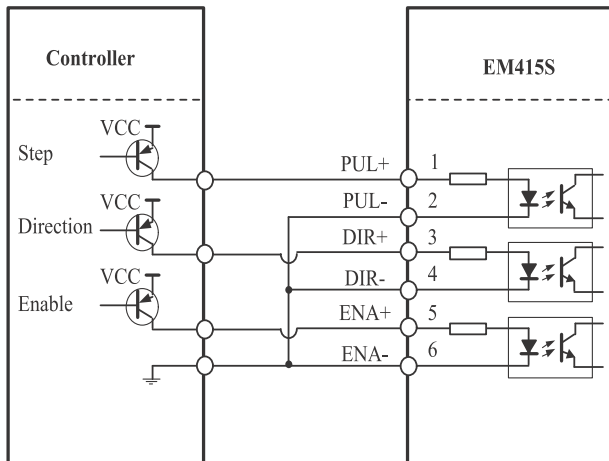 Controller
EM415S
VCC
Step
PUL+ 1
PUL- 2
VCC
Direction
DIR+ 3
DIR- 4
VCC
Enable
ENA+ 5
ENA- 6